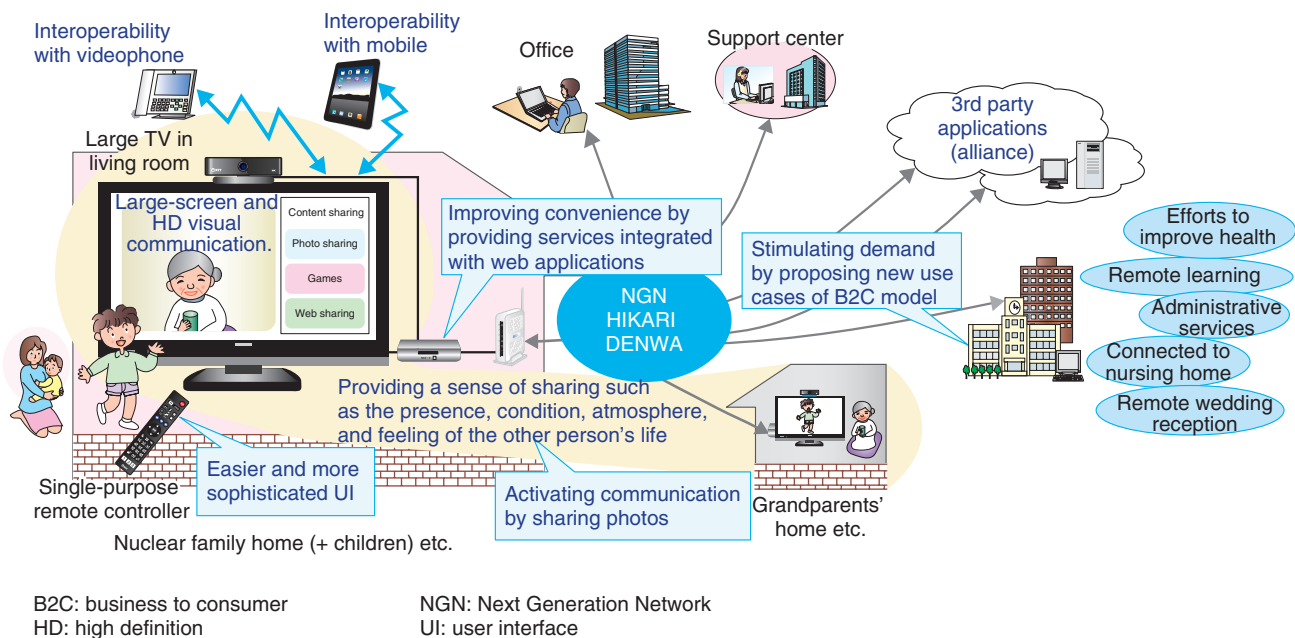 Interoperability
with videophone
Interoperability
with mobile
Office
Support center
3rd party
applications
(alliance)
Large TV in
living room
Large-screen and
HD visual
communication.
Content sharing
Photo sharing
Games
Web sharing
Improving convenience by
providing services integrated
with web applications
Stimulating demand
by proposing new use
cases of B2C model
NGN
HIKARI
DENWA
Efforts to
improve health
Remote learning
Administrative
services
Connected to
nursing home
Remote wedding
reception
Providing a sense of sharing such
as the presence, condition, atmosphere,
and feeling of the other person's life
Easier and more
sophisticated UI
Activating communication
by sharing photos
Single-purpose
remote controller
Grandparents'
home etc.
Nuclear family home (+ children) etc.
B2C: business to consumer
HD: high definition
NGN: Next Generation Network
UI: user interface